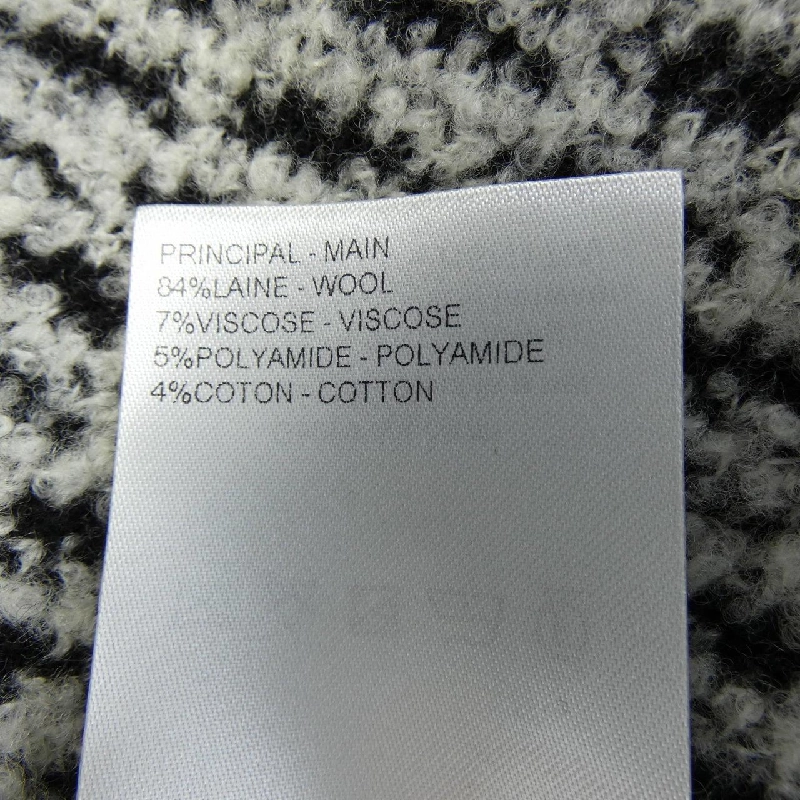 PRINCIPAL - MAIN
84%LAINE - WOOL
7%VISCOSE - VISCOSE
5%POLYAMIDE - POLYAMIDE
4%COTON - COTTON